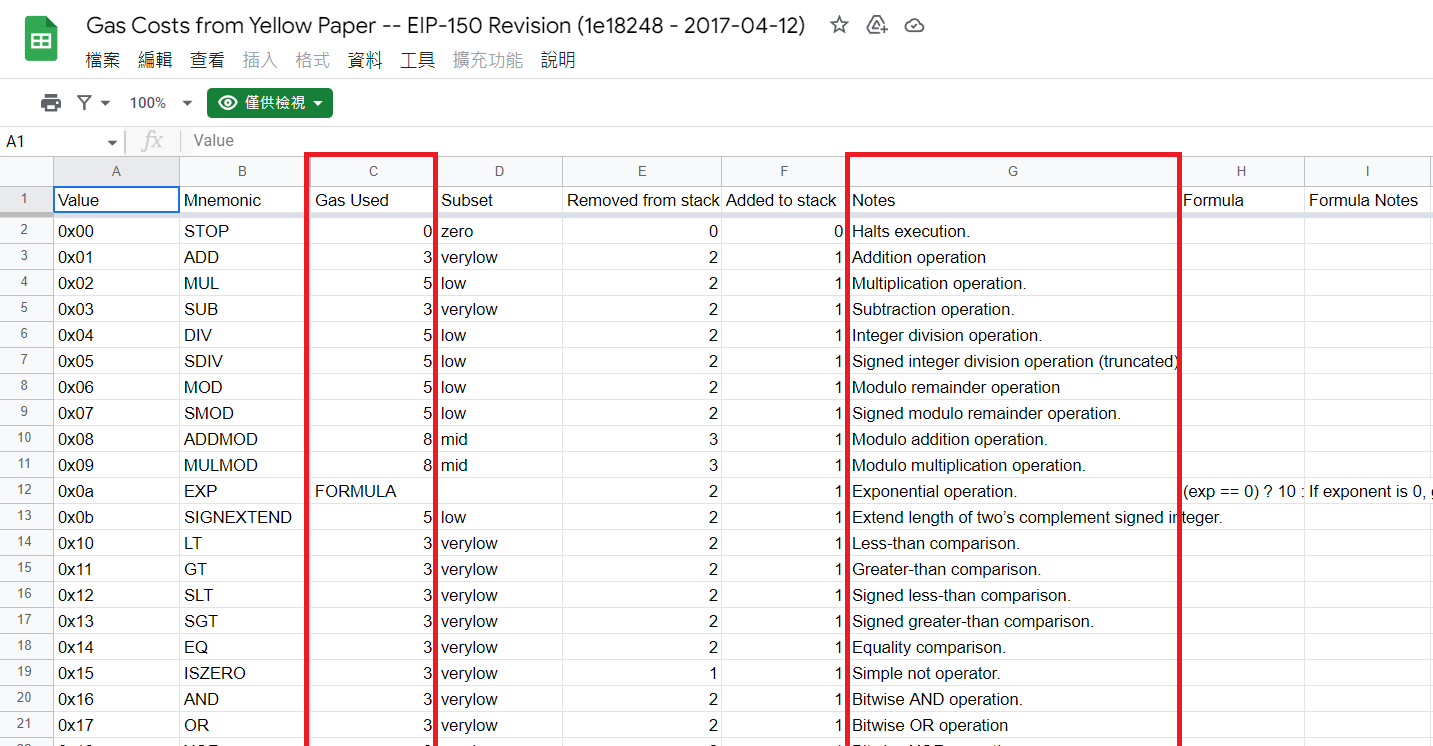 Gas Costs from Yellow Paper -- EIP-150 Revision (1e18248 - 2017-04-12)
檔案 編輯 查看 插入 格式 資料 工具 擴充功能 說明
100% 僅供檢視
A1 fx Value
A B C D E F G H I
1 Value Mnemonic Gas Used Subset Removed from stack Added to stack Notes Formula Formula Notes
2 0x00 STOP 0 zero 0 0 Halts execution.
3 0x01 ADD 3 verylow 2 1 Addition operation
4 0x02 MUL 5 low 2 1 Multiplication operation.
5 0x03 SUB 3 verylow 2 1 Subtraction operation.
6 0x04 DIV 5 low 2 1 Integer division operation.
7 0x05 SDIV 5 low 2 1 Signed integer division operation (truncated)
8 0x06 MOD 5 low 2 1 Modulo remainder operation
9 0x07 SMOD 5 low 2 1 Signed modulo remainder operation.
10 0x08 ADDMOD 8 mid 3 1 Modulo addition operation.
11 0x09 MULMOD 8 mid 3 1 Modulo multiplication operation.
12 0x0a EXP FORMULA 2 1 Exponential operation. (exp == 0) ? 10 : If exponent is 0,
13 0x0b SIGNEXTEND 5 low 2 1 Extend length of two’s complement signed integer.
14 0x10 LT 3 verylow 2 1 Less-than comparison.
15 0x11 GT 3 verylow 2 1 Greater-than comparison.
16 0x12 SLT 3 verylow 2 1 Signed less-than comparison.
17 0x13 SGT 3 verylow 2 1 Signed greater-than comparison.
18 0x14 EQ 3 verylow 2 1 Equality comparison.
19 0x15 ISZERO 3 verylow 1 1 Simple not operator.
20 0x16 AND 3 verylow 2 1 Bitwise AND operation.
21 0x17 OR 3 verylow 2 1 Bitwise OR operation